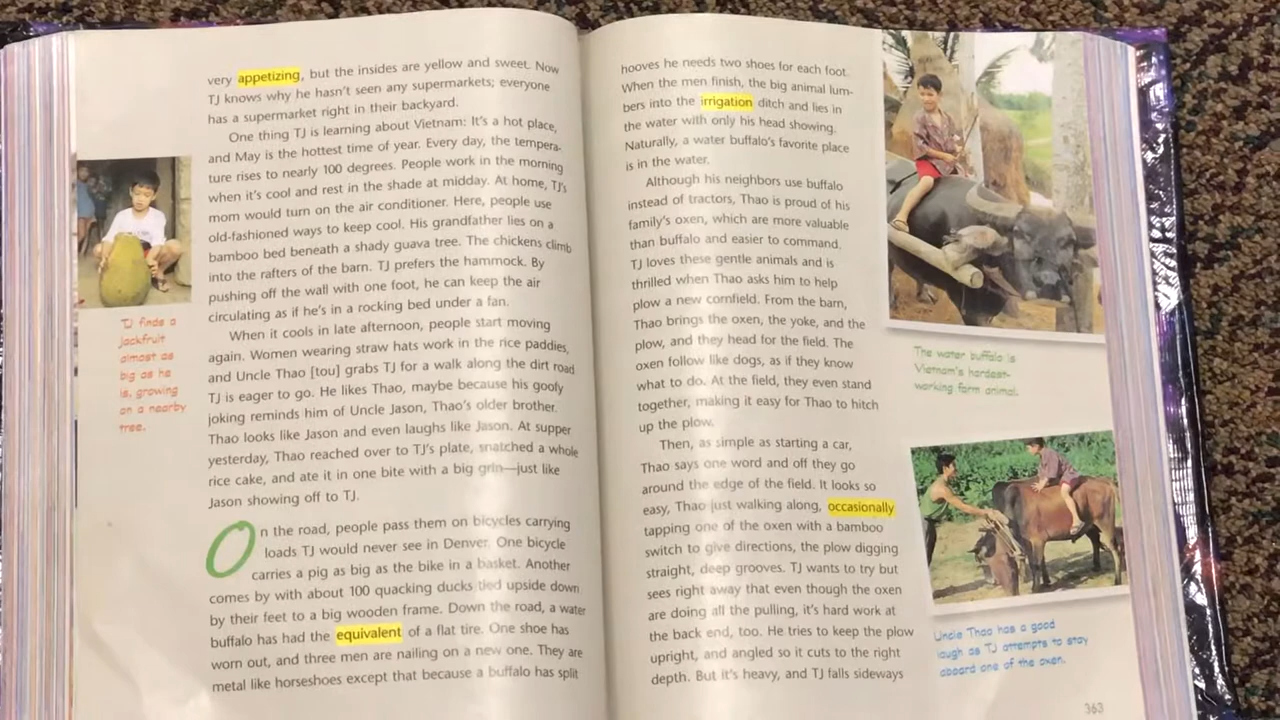 very appetizing, but the insides are yellow and sweet. Now
TJ knows why he hasn't seen any supermarkets; everyone
has a supermarket right in their backyard.
One thing TJ is learning about Vietnam: It's a hot place,
and May is the hottest time of year. Every day, the tempera-
ture rises to nearly 100 degrees. People work in the morning
when it's cool and rest in the shade at midday. At home, TJ's
mom would turn on the air conditioner. Here, people use
old-fashioned ways to keep cool. His grandfather lies on a
bamboo bed beneath a shady guava tree. The chickens climb
into the rafters of the barn. TJ prefers the hammock. By
pushing off the wall with one foot, he can keep the air
circulating as if he's in a rocking bed under a fan.
When it cools in late afternoon, people start moving
again. Women wearing straw hats work in the rice paddies,
and Uncle Thao [tou] grabs TJ for a walk along the dirt road
TJ is eager to go. He likes Thao, maybe because his goofy
joking reminds him of Uncle Jason, Thao's older brother.
Thao looks like Jason and even laughs like Jason. At supper
yesterday, Thao reached over to TJ's plate, snatched a whole
rice cake, and ate it in one bite with a big grin—just like
Jason showing off to TJ.
On the road, people pass them on bicycles carrying
loads TJ would never see in Denver. One bicycle
carries a pig as big as the bike in a basket. Another
comes by with about 100 quacking ducks tied upside down
by their feet to a big wooden frame. Down the road, a water
buffalo has had the equivalent of a flat tire. One shoe has
worn out, and three men are nailing on a new one. They are
metal like horseshoes except that because a buffalo has split
TJ finds a
jackfruit
almost as
big as he
is, growing
on a nearby
tree.
hooves he needs two shoes for each foot.
When the men finish, the big animal lum-
bers into the irrigation ditch and lies in
the water with only his head showing.
Naturally, a water buffalo's favorite place
is in the water.
Although his neighbors use buffalo
instead of tractors, Thao is proud of his
family's oxen, which are more valuable
than buffalo and easier to command.
TJ loves these gentle animals and is
thrilled when Thao asks him to help
plow a new cornfield. From the barn,
Thao brings the oxen, the yoke, and the
plow, and they head for the field. The
oxen follow like dogs, as if they know
what to do. At the field, they even stand
together, making it easy for Thao to hitch
up the plow.
Then, as simple as starting a car,
Thao says one word and off they go
around the edge of the field. It looks so
easy, Thao just walking along, occasionally
tapping one of the oxen with a bamboo
switch to give directions, the plow digging
straight, deep grooves. TJ wants to try but
sees right away that even though the oxen
are doing all the pulling, it's hard work at
the back end, too. He tries to keep the plow
upright, and angled so it cuts to the right
depth. But it's heavy, and TJ falls sideways
The water buffalo is
Vietnam's hardest-
working farm animal.
Uncle Thao has a good
laugh as TJ attempts to stay
aboard one of the oxen.
363